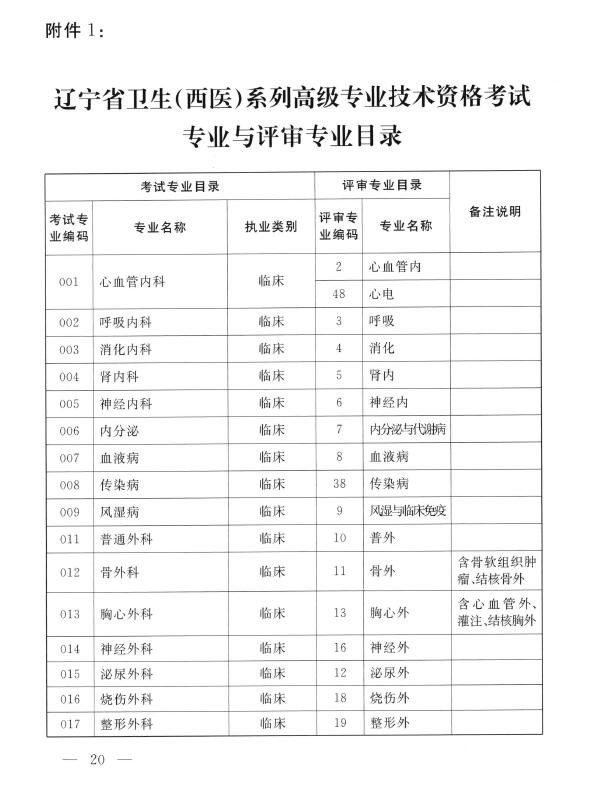 附件1:
辽宁省卫生(西医)系列高级专业技术资格考试
专业与评审专业目录
考试专业目录 评审专业目录 备注说明
考试专业编码 专业名称 执业类别 评审专业编码 专业名称
001 心血管内科 临床 2 心血管内
48 心电
002 呼吸内科 临床 3 呼吸
003 消化内科 临床 4 消化
004 肾内科 临床 5 肾内
005 神经内科 临床 6 神经内
006 内分泌 临床 7 内分泌与代谢病
007 血液病 临床 8 血液病
008 传染病 临床 38 传染病
009 风湿病 临床 9 风湿与临床免疫
011 普通外科 临床 10 普外
012 骨外科 临床 11 骨外 含骨软组织肿瘤、结核骨外
013 胸心外科 临床 13 胸心外 含心血管外、灌注、结核胸外
014 神经外科 临床 16 神经外
015 泌尿外科 临床 12 泌尿外
016 烧伤外科 临床 18 烧伤外
017 整形外科 临床 19 整形外
— 20 —